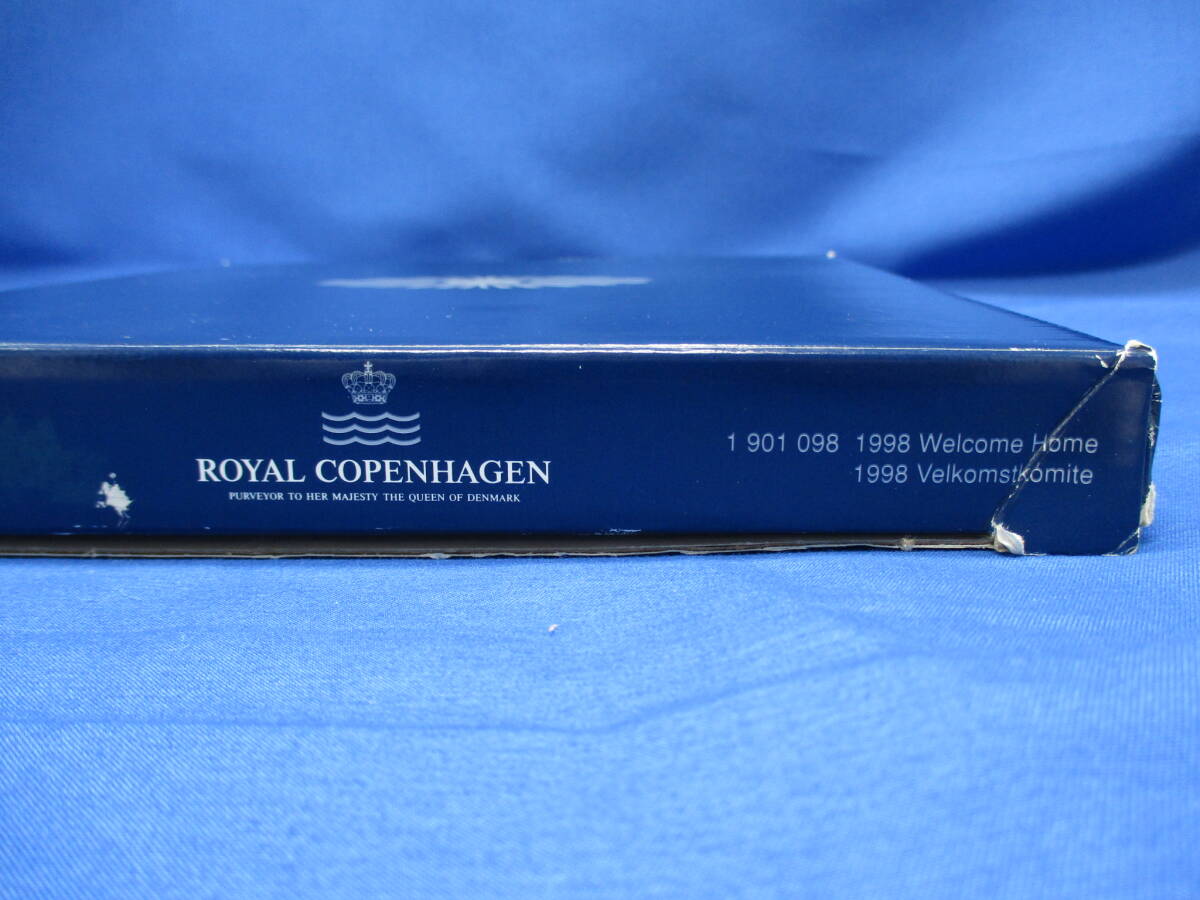 ROYAL COPENHAGEN
PURVEYOR TO HER MAJESTY THE QUEEN OF DENMARK
1 901 098 1998 Welcome Home
1998 Velkomstkomite